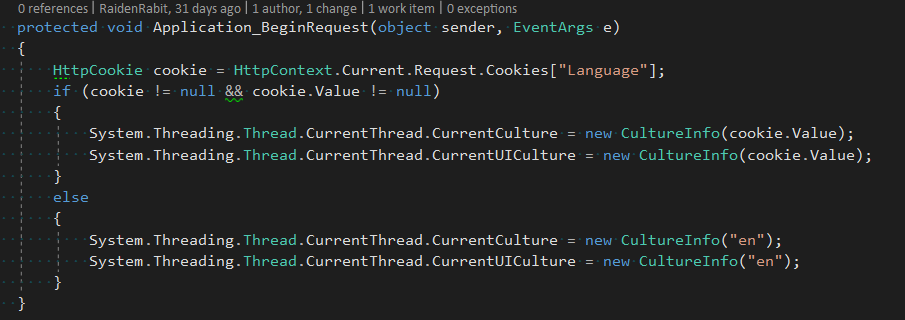 0 references | RaidenRabbit, 31 days ago | 1 author, 1 change | 1 work item | 0 exceptions
protected void Application_BeginRequest(object sender, EventArgs e)
{
    HttpCookie cookie = HttpContext.Current.Request.Cookies["Language"];
    if (cookie != null && cookie.Value != null)
    {
        System.Threading.Thread.CurrentThread.CurrentCulture = new CultureInfo(cookie.Value);
        System.Threading.Thread.CurrentThread.CurrentUICulture = new CultureInfo(cookie.Value);
    }
    else
    {
        System.Threading.Thread.CurrentThread.CurrentCulture = new CultureInfo("en");
        System.Threading.Thread.CurrentThread.CurrentUICulture = new CultureInfo("en");
    }
}